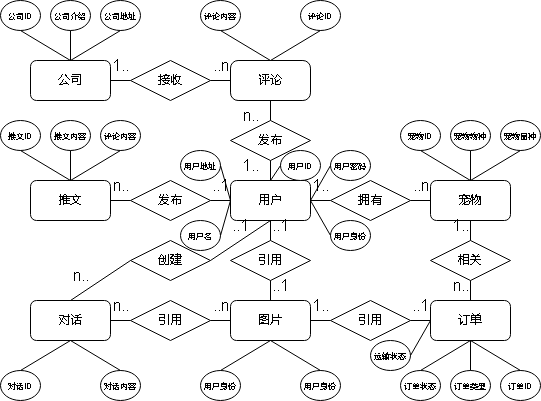 公司ID 公司介绍 公司地址 评论内容 评论ID
公司 1.. 接收 ..n 评论
n..
推文ID 推文内容 评论内容 发布 宠物ID 宠物物种 宠物品种
1..
用户地址 用户ID 用户密码
推文 n.. 发布 ..1 用户 1.. 拥有 ..n 宠物
用户名 ..1 ..1 用户身份 1..
创建 引用 相关
n.. ..1 n..
对话 n.. 引用 ..n 图片 1.. 引用 ..1 订单
运输状态
对话ID 对话内容 用户身份 用户身份 订单状态 订单类型 订单ID